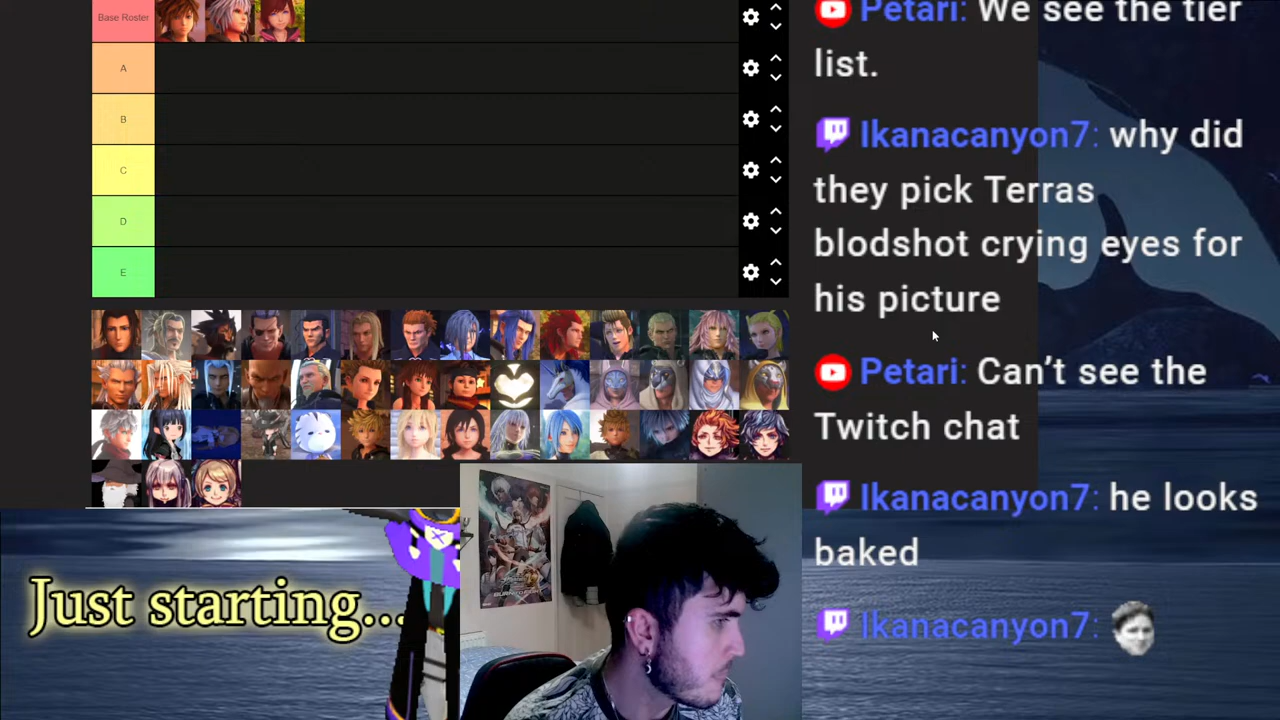 Base Roster
A
B
C
D
E
Just starting...
Petari: We see the tier
list.
Ikanacanyon7: why did
they pick Terras
blodshot crying eyes for
his picture
Petari: Can't see the
Twitch chat
Ikanacanyon7: he looks
baked
Ikanacanyon7: